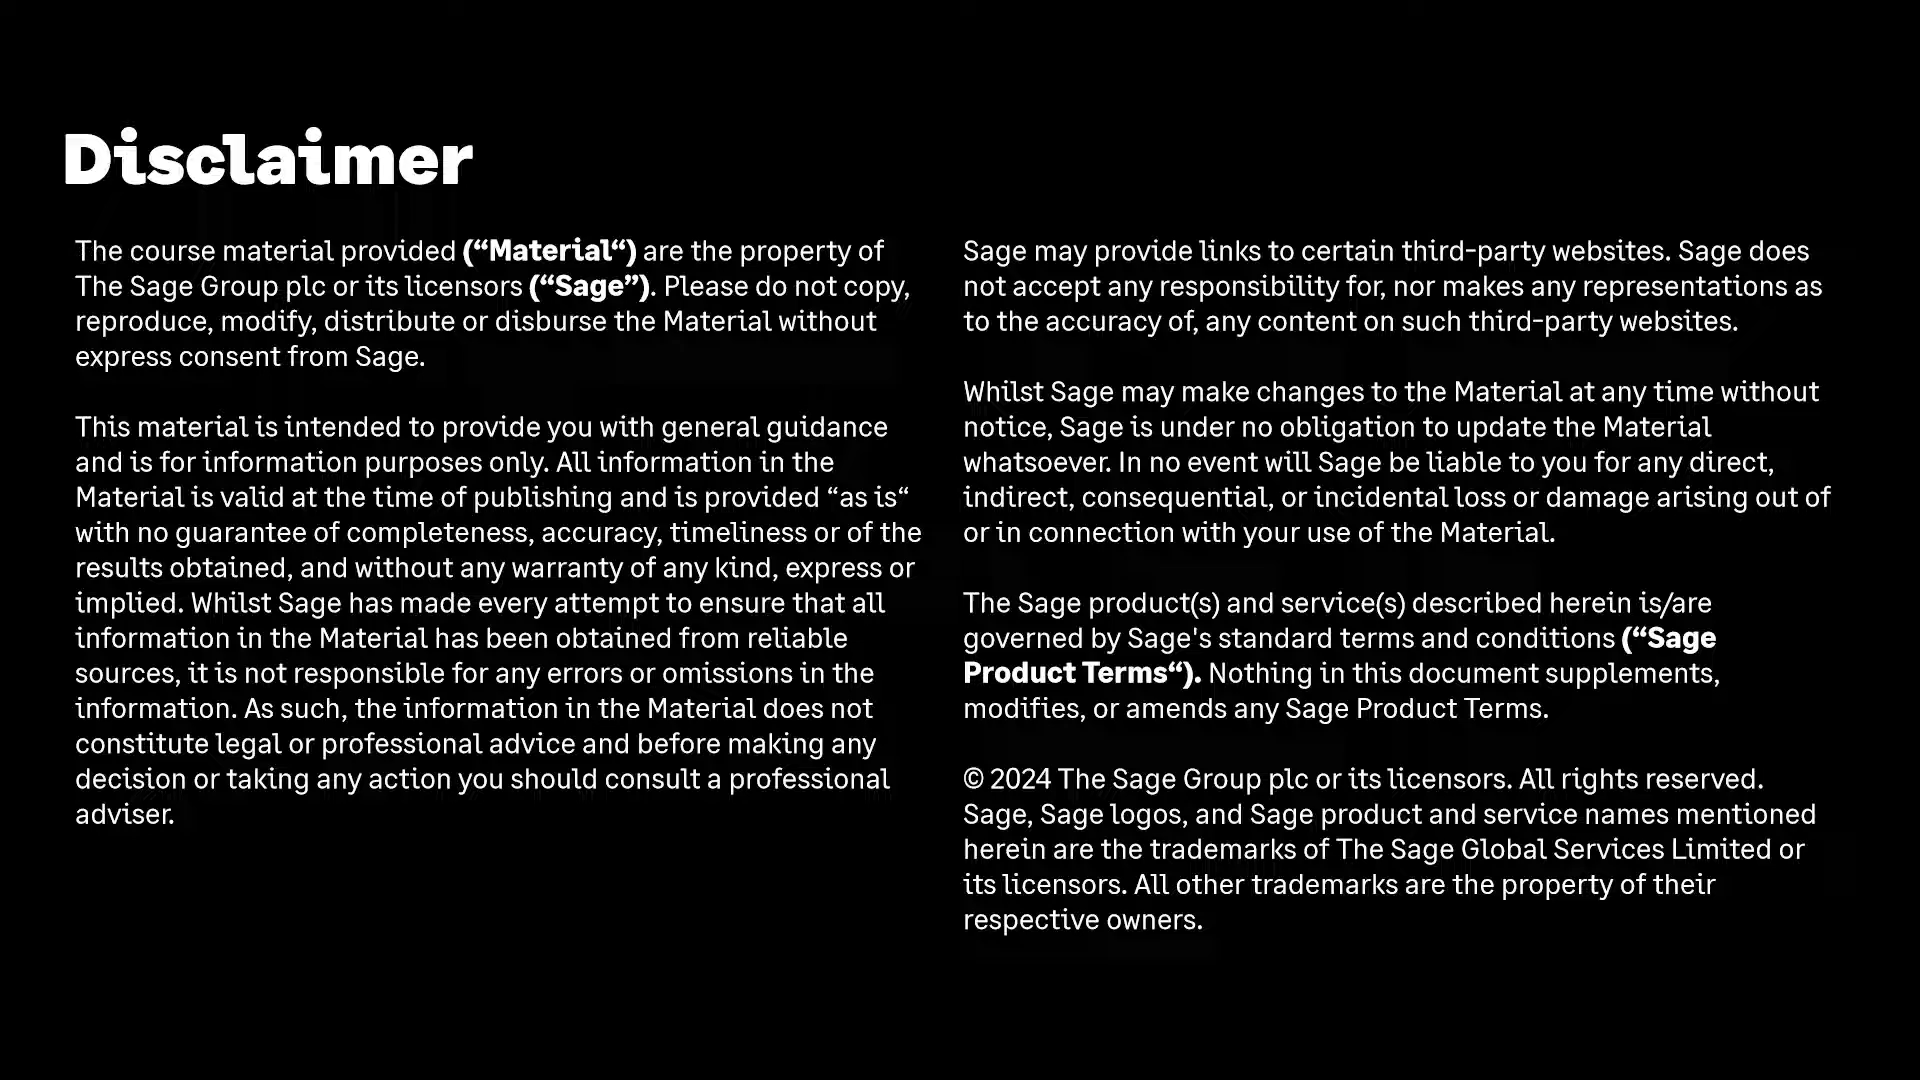 Disclaimer
The course material provided (“Material“) are the property of
The Sage Group plc or its licensors (“Sage”). Please do not copy,
reproduce, modify, distribute or disburse the Material without
express consent from Sage.
This material is intended to provide you with general guidance
and is for information purposes only. All information in the
Material is valid at the time of publishing and is provided “as is“
with no guarantee of completeness, accuracy, timeliness or of the
results obtained, and without any warranty of any kind, express or
implied. Whilst Sage has made every attempt to ensure that all
information in the Material has been obtained from reliable
sources, it is not responsible for any errors or omissions in the
information. As such, the information in the Material does not
constitute legal or professional advice and before making any
decision or taking any action you should consult a professional
adviser.
Sage may provide links to certain third-party websites. Sage does
not accept any responsibility for, nor makes any representations as
to the accuracy of, any content on such third-party websites.
Whilst Sage may make changes to the Material at any time without
notice, Sage is under no obligation to update the Material
whatsoever. In no event will Sage be liable to you for any direct,
indirect, consequential, or incidental loss or damage arising out of
or in connection with your use of the Material.
The Sage product(s) and service(s) described herein is/are
governed by Sage's standard terms and conditions (“Sage
Product Terms“). Nothing in this document supplements,
modifies, or amends any Sage Product Terms.
© 2024 The Sage Group plc or its licensors. All rights reserved.
Sage, Sage logos, and Sage product and service names mentioned
herein are the trademarks of The Sage Global Services Limited or
its licensors. All other trademarks are the property of their
respective owners.